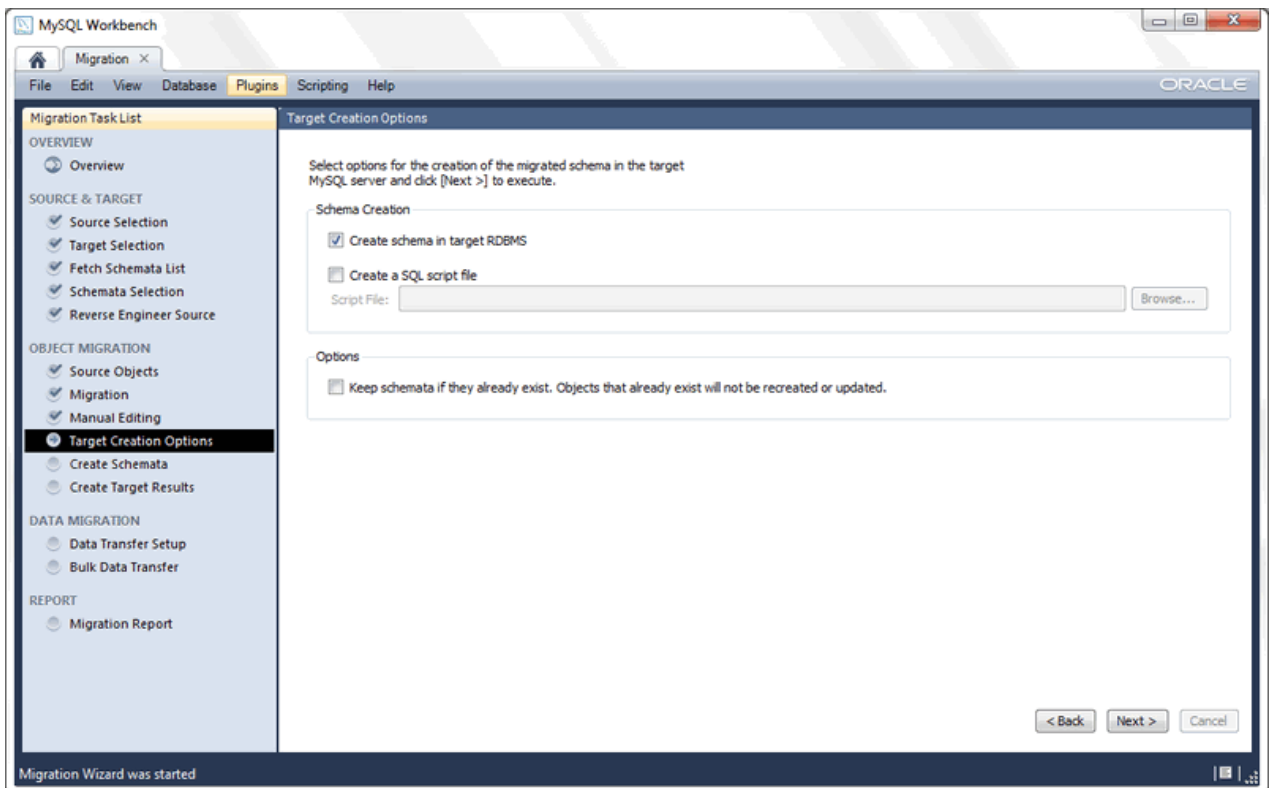 MySQL Workbench
Migration ×
File Edit View Database Plugins Scripting Help
ORACLE
Migration Task List
OVERVIEW
Overview
SOURCE & TARGET
Source Selection
Target Selection
Fetch Schemata List
Schemata Selection
Reverse Engineer Source
OBJECT MIGRATION
Source Objects
Migration
Manual Editing
Target Creation Options
Create Schemata
Create Target Results
DATA MIGRATION
Data Transfer Setup
Bulk Data Transfer
REPORT
Migration Report
Target Creation Options
Select options for the creation of the migrated schema in the target
MySQL server and click [Next >] to execute.
Schema Creation
Create schema in target RDBMS
Create a SQL script file
Script File:
Browse...
Options
Keep schemata if they already exist. Objects that already exist will not be recreated or updated.
< Back Next > Cancel
Migration Wizard was started